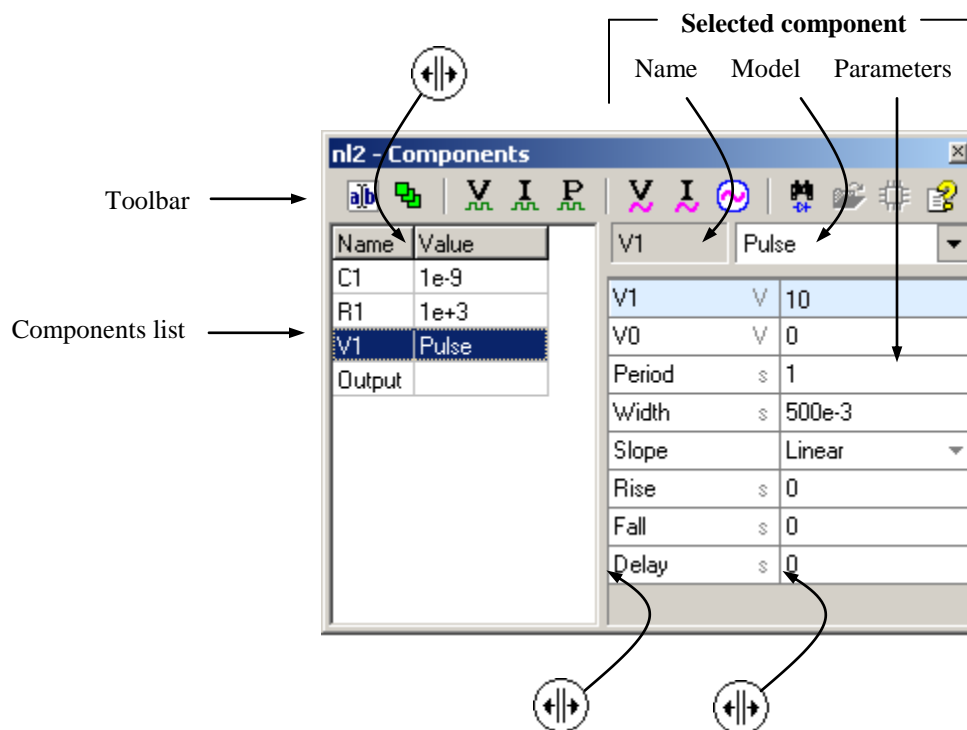 Selected component
Name Model Parameters
nl2 - Components
Toolbar
a b V I P V I
Name Value
V1 Pulse
C1 1e-9
R1 1e+3
V1 Pulse
Output
Components list
V1 V 10
V0 V 0
Period s 1
Width s 500e-3
Slope Linear
Rise s 0
Fall s 0
Delay s 0